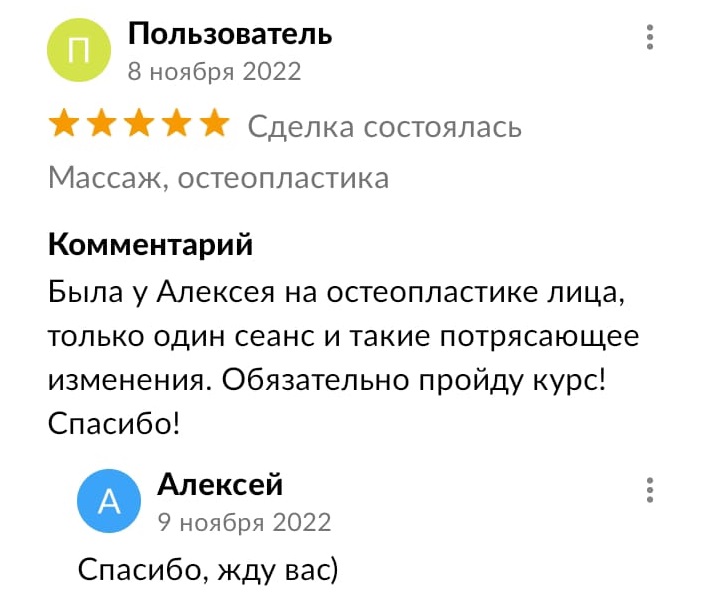 П
Пользователь
8 ноября 2022
Сделка состоялась
Массаж, остеопластика
Комментарий
Была у Алексея на остеопластике лица,
только один сеанс и такие потрясающее
изменения. Обязательно пройду курс!
Спасибо!
А
Алексей
9 ноября 2022
Спасибо, жду вас)